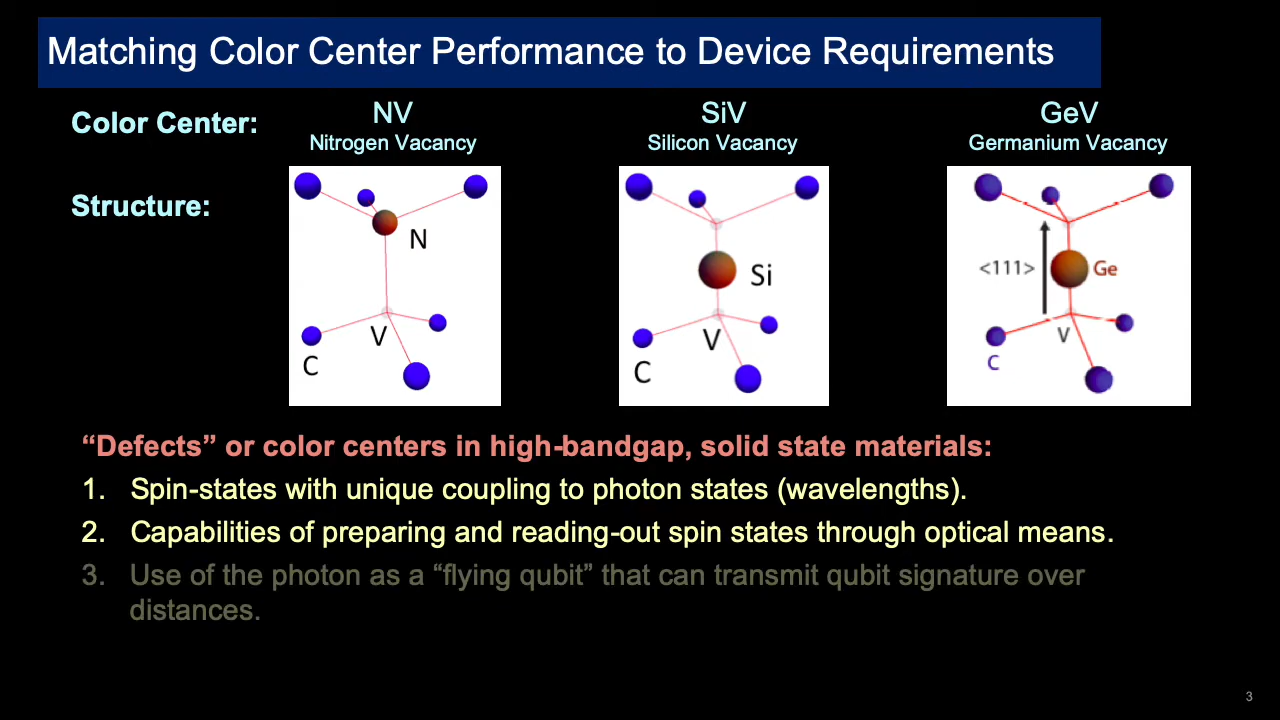 Matching Color Center Performance to Device Requirements
Color Center:
NV
Nitrogen Vacancy
SiV
Silicon Vacancy
GeV
Germanium Vacancy
Structure:
N
V
C
Si
V
C
<111>
Ge
V
C
“Defects” or color centers in high-bandgap, solid state materials:
1. Spin-states with unique coupling to photon states (wavelengths).
2. Capabilities of preparing and reading-out spin states through optical means.
3. Use of the photon as a “flying qubit” that can transmit qubit signature over
distances.
3